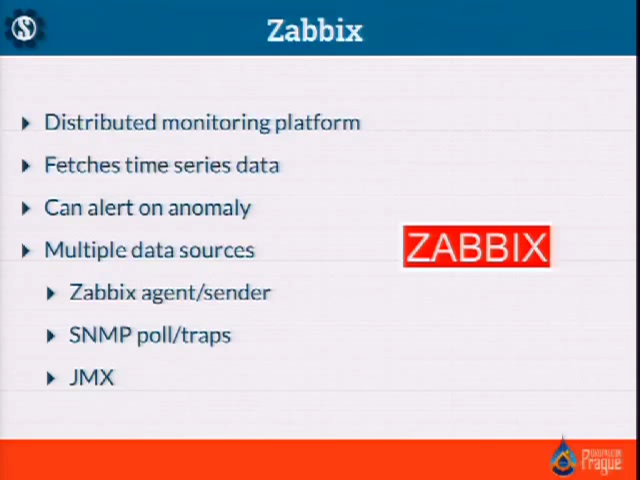 Zabbix
Distributed monitoring platform
Fetches time series data
Can alert on anomaly
Multiple data sources
Zabbix agent/sender
SNMP poll/traps
JMX
ZABBIX
Prague